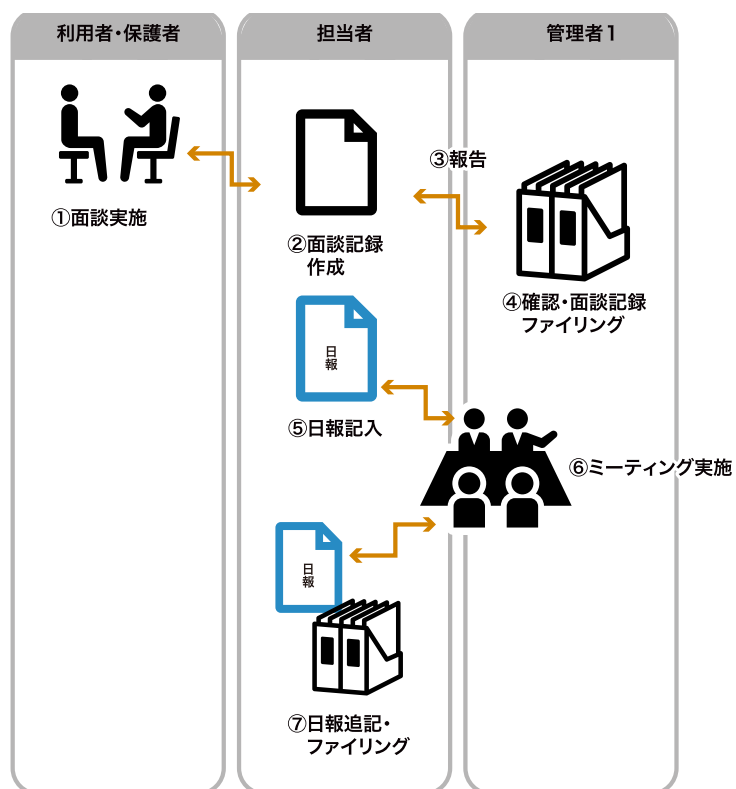 利用者・保護者
担当者
管理者1
①面談実施
②面談記録
作成
③報告
④確認・面談記録
ファイリング
日
報
⑤日報記入
⑥ミーティング実施
日
報
⑦日報追記・
ファイリング